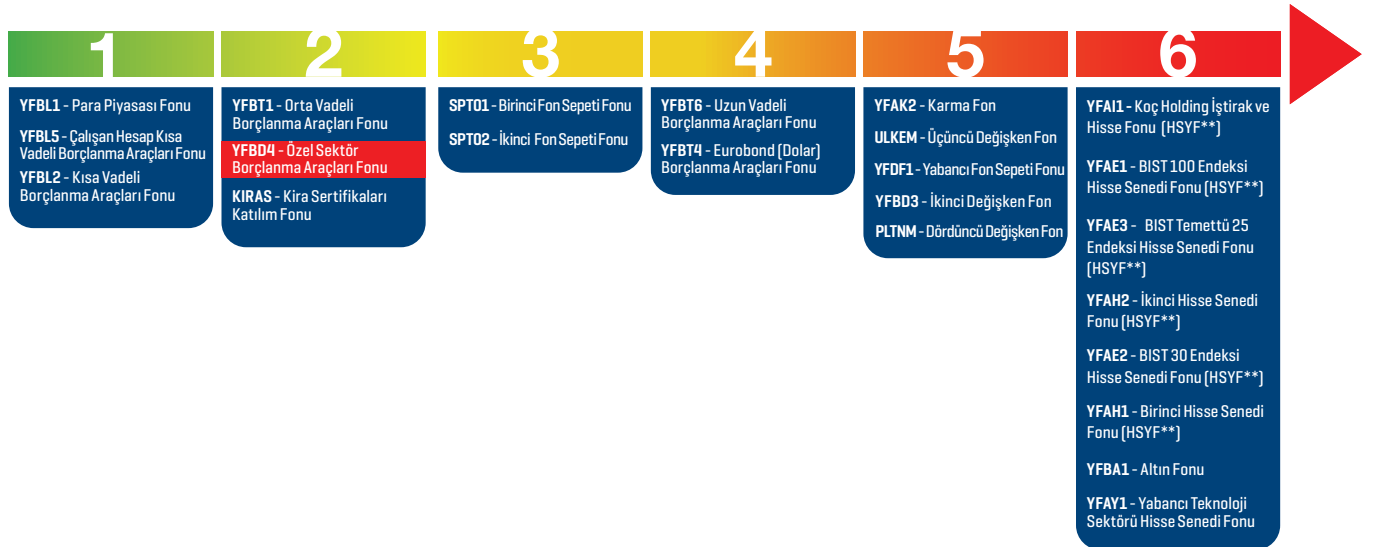 1
YFBL1 - Para Piyasası Fonu
YFBL5 - Çalışan Hesap Kısa
Vadeli Borçlanma Araçları Fonu
YFBL2 - Kısa Vadeli
Borçlanma Araçları Fonu
2
YFBT1 - Orta Vadeli
Borçlanma Araçları Fonu
YFBD4 - Özel Sektör
Borçlanma Araçları Fonu
KIRAS - Kira Sertifikaları
Katılım Fonu
3
SPT01 - Birinci Fon Sepeti Fonu
SPT02 - İkinci Fon Sepeti Fonu
4
YFBT6 - Uzun Vadeli
Borçlanma Araçları Fonu
YFBT4 - Eurobond (Dolar)
Borçlanma Araçları Fonu
5
YFAK2 - Karma Fon
ULKEM - Üçüncü Değişken Fon
YFDF1 - Yabancı Fon Sepeti Fonu
YFBD3 - İkinci Değişken Fon
PLTNM - Dördüncü Değişken Fon
6
YFAI1 - Koç Holding İştirak ve
Hisse Fonu (HSYF**)
YFAE1 - BIST 100 Endeksi
Hisse Senedi Fonu (HSYF**)
YFAE3 - BIST Temettü 25
Endeksi Hisse Senedi Fonu
(HSYF**)
YFAH2 - İkinci Hisse Senedi
Fonu (HSYF**)
YFAE2 - BIST 30 Endeksi
Hisse Senedi Fonu (HSYF**)
YFAH1 - Birinci Hisse Senedi
Fonu (HSYF**)
YFBA1 - Altın Fonu
YFAY1 - Yabancı Teknoloji
Sektörü Hisse Senedi Fonu